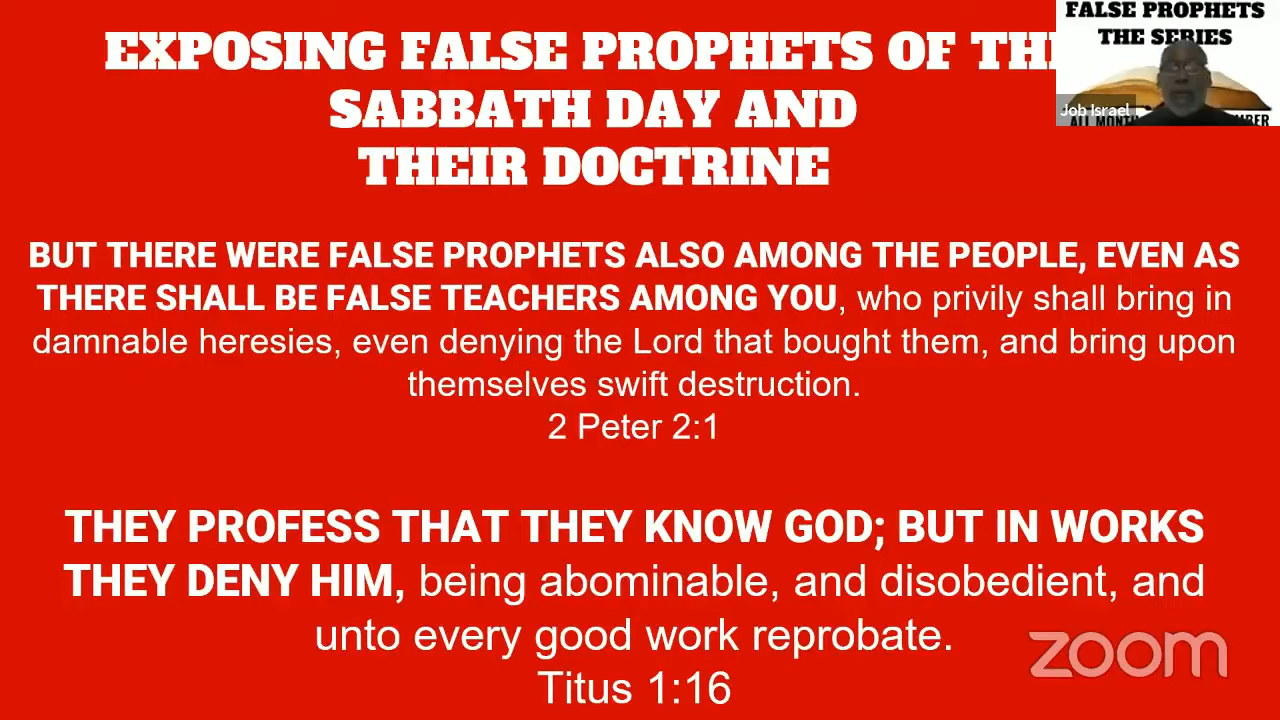 EXPOSING FALSE PROPHETS OF TH
SABBATH DAY AND
THEIR DOCTRINE
FALSE PROPHETS
THE SERIES
Job Israel
ALL MONT BER
BUT THERE WERE FALSE PROPHETS ALSO AMONG THE PEOPLE, EVEN AS
THERE SHALL BE FALSE TEACHERS AMONG YOU, who privily shall bring in
damnable heresies, even denying the Lord that bought them, and bring upon
themselves swift destruction.
2 Peter 2:1
THEY PROFESS THAT THEY KNOW GOD; BUT IN WORKS
THEY DENY HIM, being abominable, and disobedient, and
unto every good work reprobate.
Titus 1:16
zoom